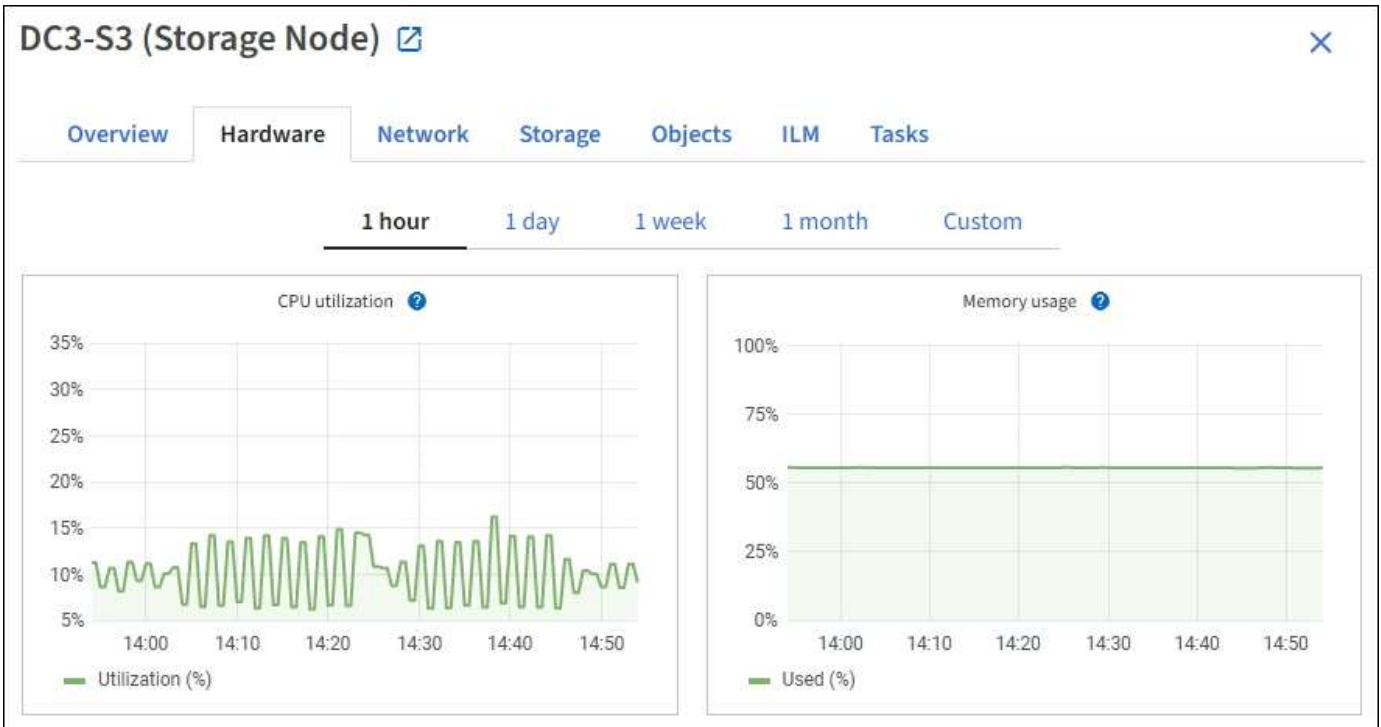 DC3-S3 (Storage Node)
Overview Hardware Network Storage Objects ILM Tasks
1 hour 1 day 1 week 1 month Custom
CPU utilization ?
35%
30%
25%
20%
15%
10%
5%
14:00 14:10 14:20 14:30 14:40 14:50
Utilization (%)
Memory usage ?
100%
75%
50%
25%
0%
14:00 14:10 14:20 14:30 14:40 14:50
Used (%)